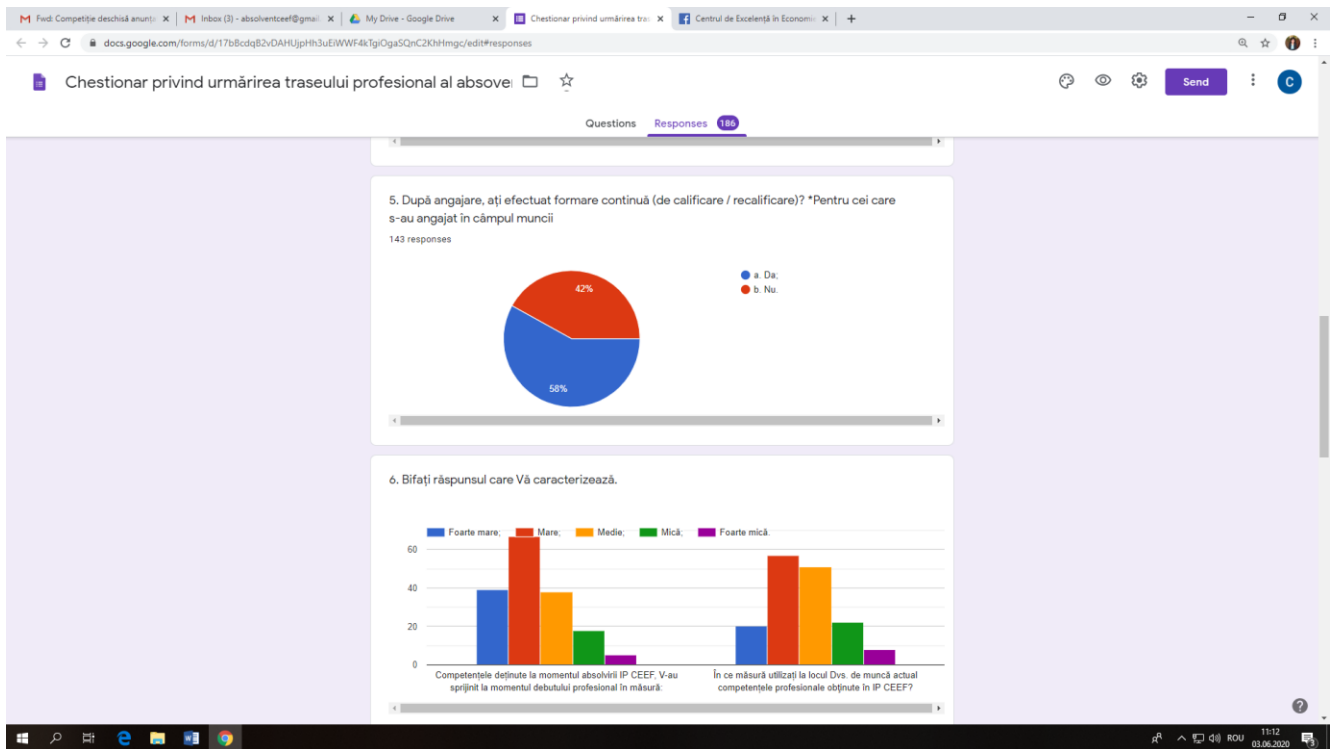 Fwd: Competiție deschisă anunța
Inbox (3) - absolventceef@gmail.
My Drive - Google Drive
Chestionar privind urmărirea tras
Centrul de Excelență în Economie
docs.google.com/forms/d/17bBcdqB2vDAHUjpHh3uEiWWF4kTgiOgaSQnC2KhHmgc/edit#responses
Chestionar privind urmărirea traseului profesional al absove
Send
C
Questions Responses 186
5. După angajare, ați efectuat formare continuă (de calificare / recalificare)? *Pentru cei care
s-au angajat în câmpul muncii
143 responses
42%
58%
a. Da;
b. Nu.
6. Bifați răspunsul care Vă caracterizează.
Foarte mare; Mare; Medie; Mică; Foarte mică.
60
40
20
0
Competențele deținute la momentul absolvirii IP CEEF, V-au
sprijinit la momentul debutului profesional în măsură:
În ce măsură utilizați la locul Dvs. de muncă actual
competențele profesionale obținute în IP CEEF?
ROU
11:12
03.06.2020